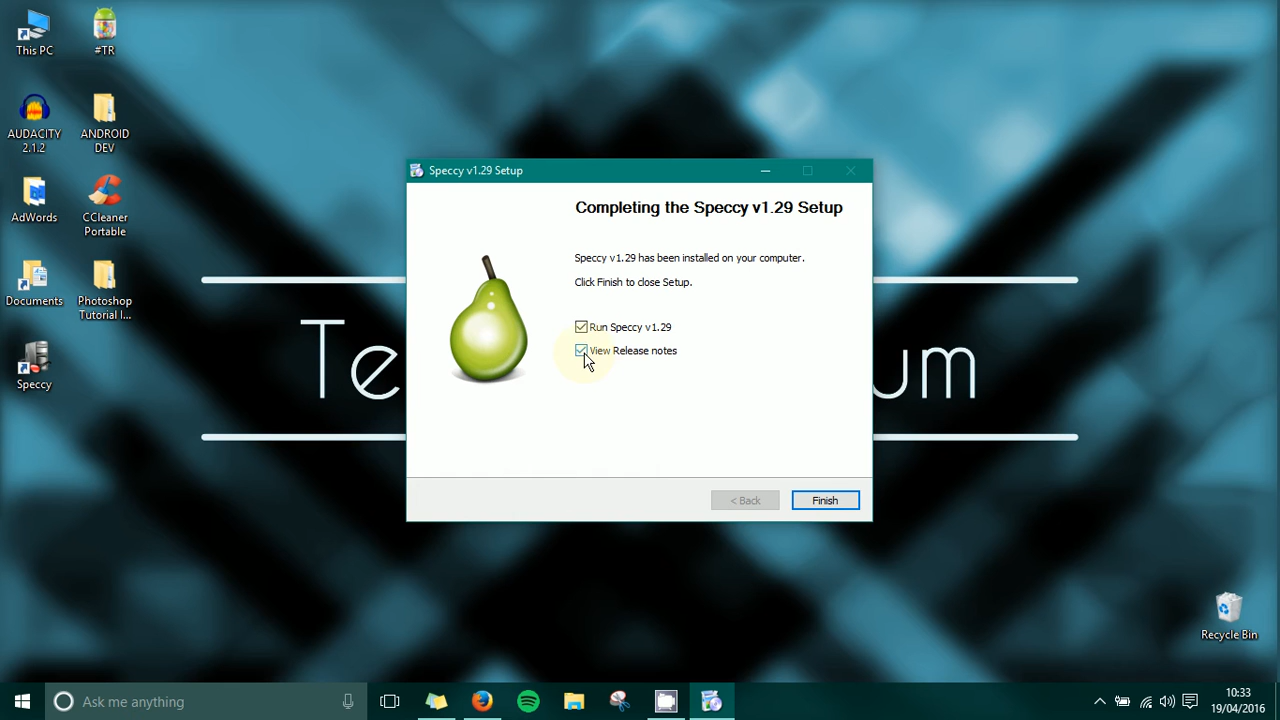 This PC
#TR
AUDACITY
2.1.2
ANDROID
DEV
AdWords
CCleaner
Portable
Documents
Photoshop
Tutorial I...
Speccy
Te
um
Speccy v1.29 Setup
Completing the Speccy v1.29 Setup
Speccy v1.29 has been installed on your computer.
Click Finish to close Setup.
Run Speccy v1.29
View Release notes
< Back
Finish
Recycle Bin
Ask me anything
10:33
19/04/2016